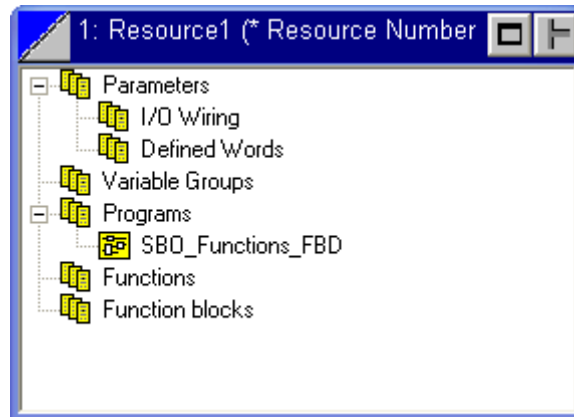 1: Resource1 (* Resource Number
Parameters
I/O Wiring
Defined Words
Variable Groups
Programs
SBO_Functions_FBD
Functions
Function blocks